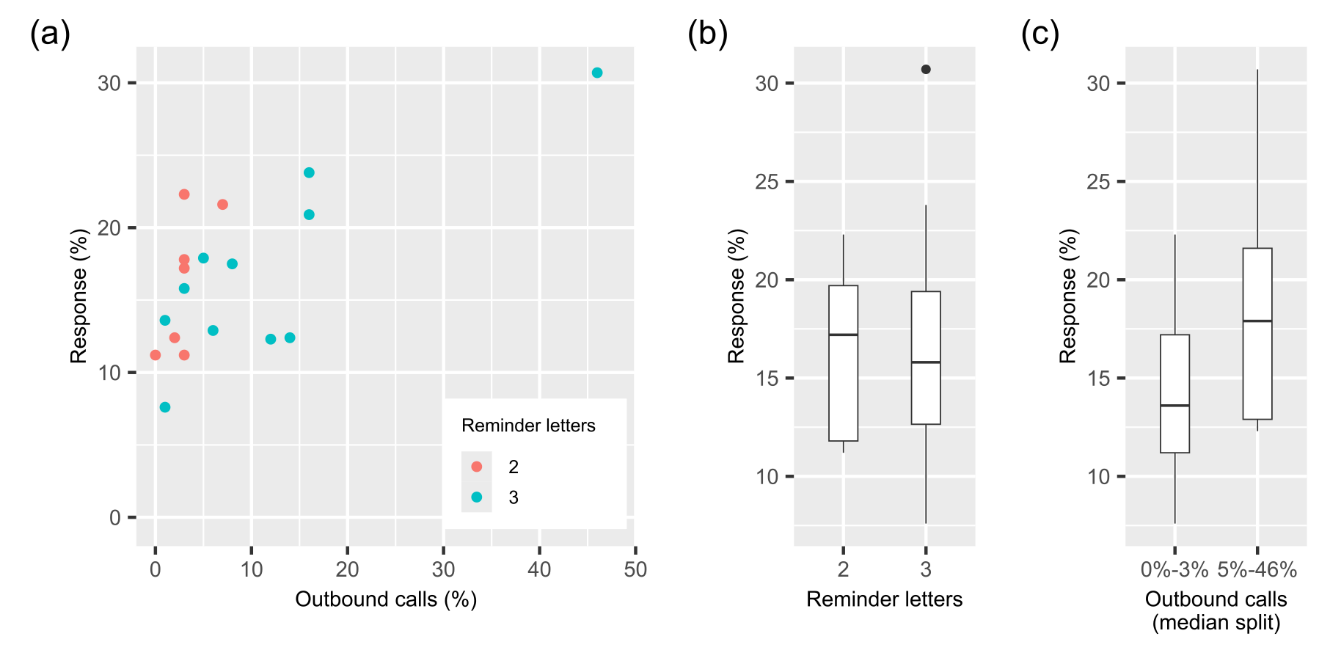 (a)
Response (%)
30
20
10
0
0 10 20 30 40 50
Outbound calls (%)
Reminder letters
2
3
(b)
Response (%)
30
25
20
15
10
2 3
Reminder letters
(c)
Response (%)
30
25
20
15
10
0%-3% 5%-46%
Outbound calls
(median split)